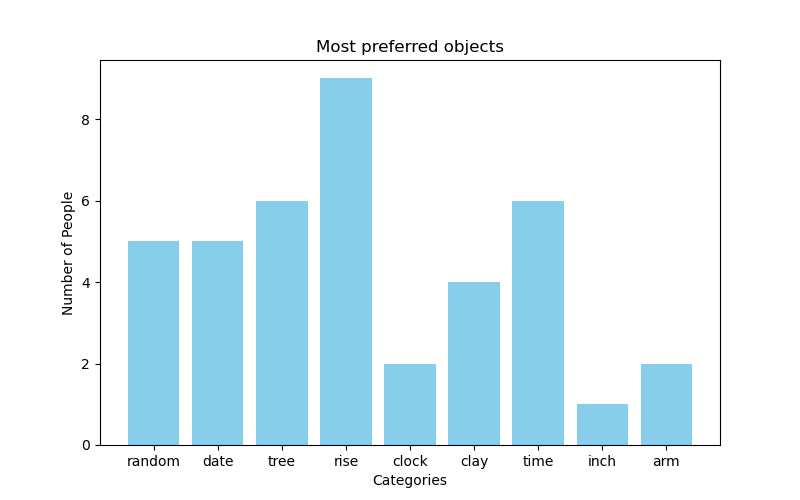 Most preferred objects
Number of People
8
6
4
2
0
random date tree rise clock clay time inch arm
Categories